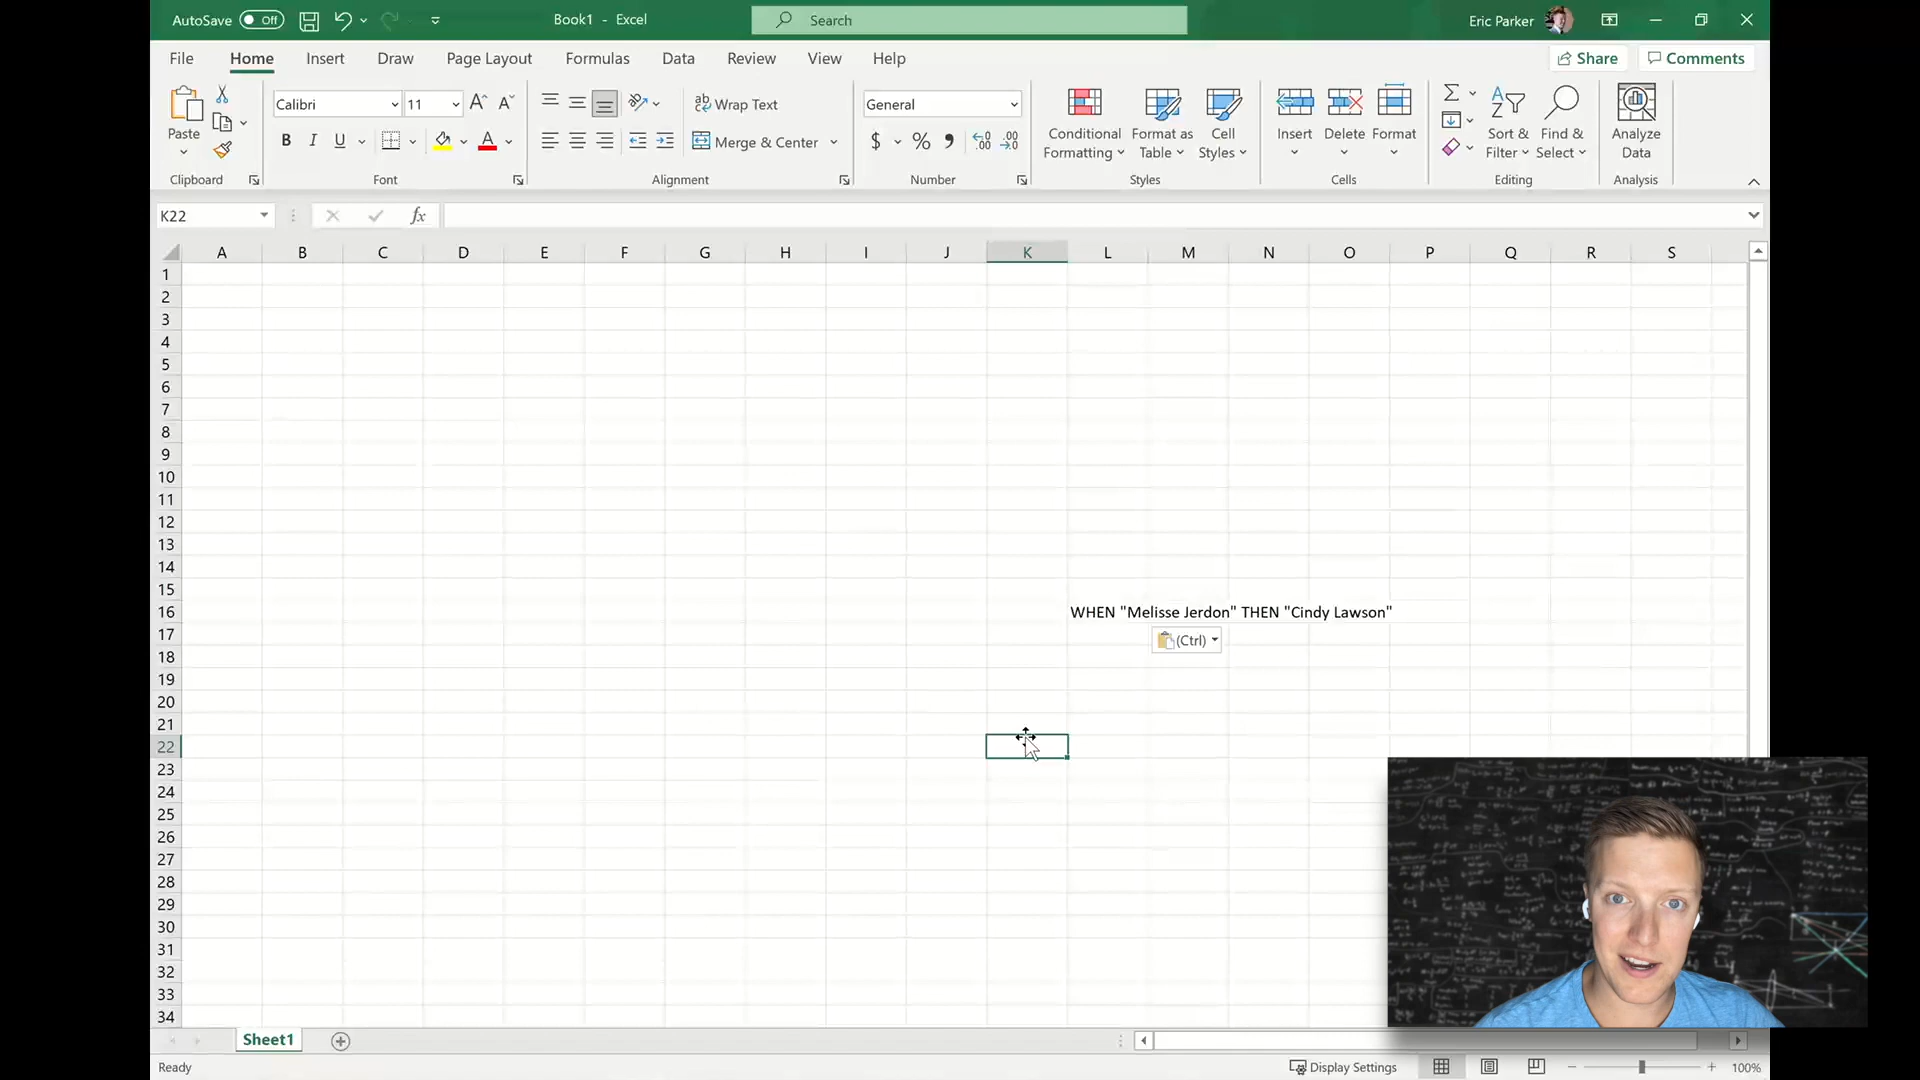 AutoSave Off Book1 - Excel Search Eric Parker
File Home Insert Draw Page Layout Formulas Data Review View Help Share Comments
Paste Calibri 11 A A ab Wrap Text General Conditional Formatting Format as Table Cell Styles Insert Delete Format Σ Sort & Filter Find & Select Analyze Data
B I U A Merge & Center $ % 9 .00 .00
Clipboard Font Alignment Number Styles Cells Editing Analysis
K22 fx
A B C D E F G H I J K L M N O P Q R S
1
2
3
4
5
6
7
8
9
10
11
12
13
14
15
16 WHEN "Melisse Jerdon" THEN "Cindy Lawson"
17 (Ctrl)
18
19
20
21
22
23
24
25
26
27
28
29
30
31
32
33
34
Sheet1
Ready Display Settings 100%